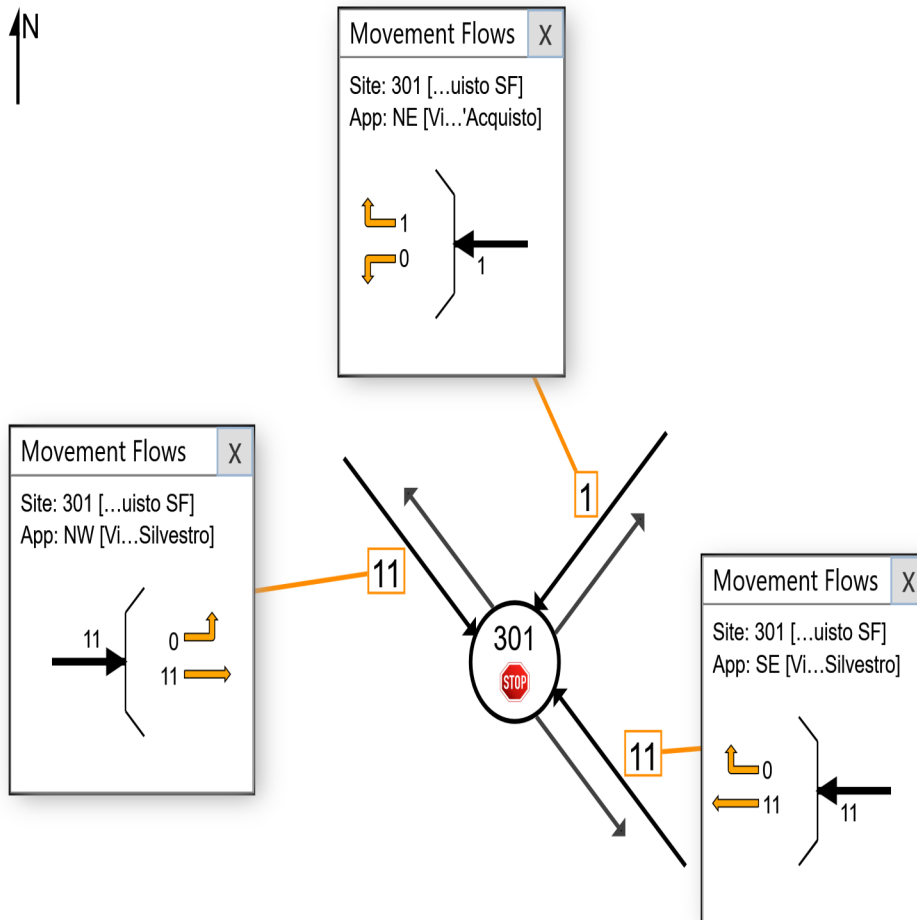 N
Movement Flows X
Site: 301 [...uisto SF]
App: NE [Vi...'Acquisto]
1
0
1
Movement Flows X
Site: 301 [...uisto SF]
App: NW [Vi...Silvestro]
11
0
11
11
1
301
STOP
11
Movement Flows X
Site: 301 [...uisto SF]
App: SE [Vi...Silvestro]
0
11
11